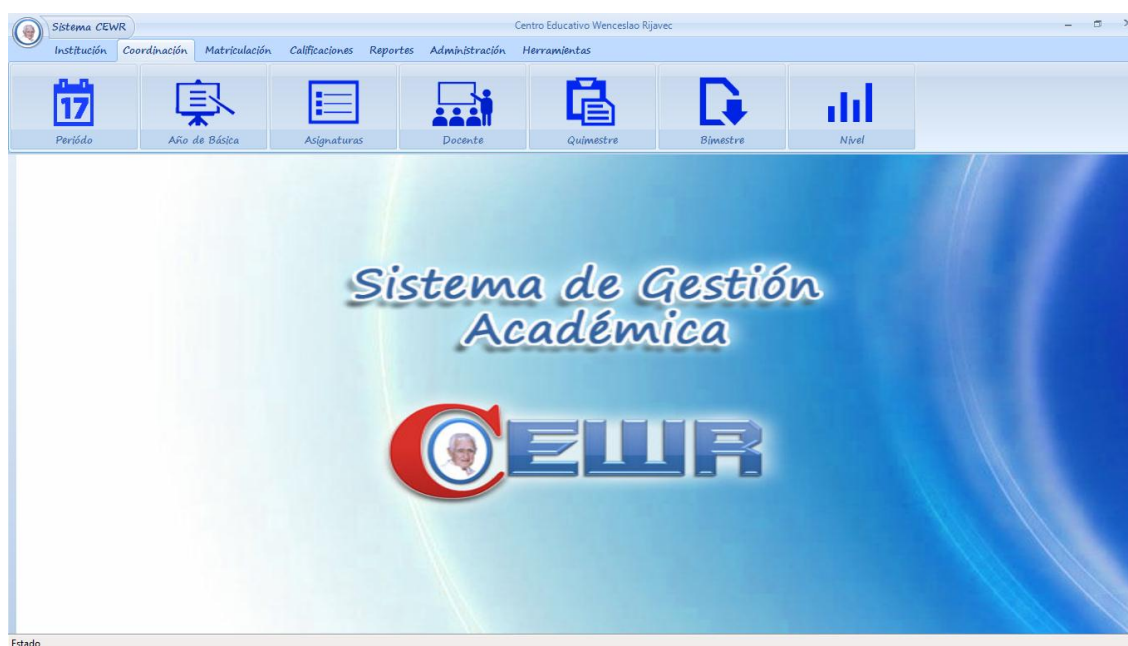 Sistema CEWR
Centro Educativo Wenceslao Rijavec
Institución Coordinación Matriculación Calificaciones Reportes Administración Herramientas
17
Período Año de Básica Asignaturas Docente Quimestre Bimestre Nivel
Sistema de Gestión
Académica
CEWR
Estado